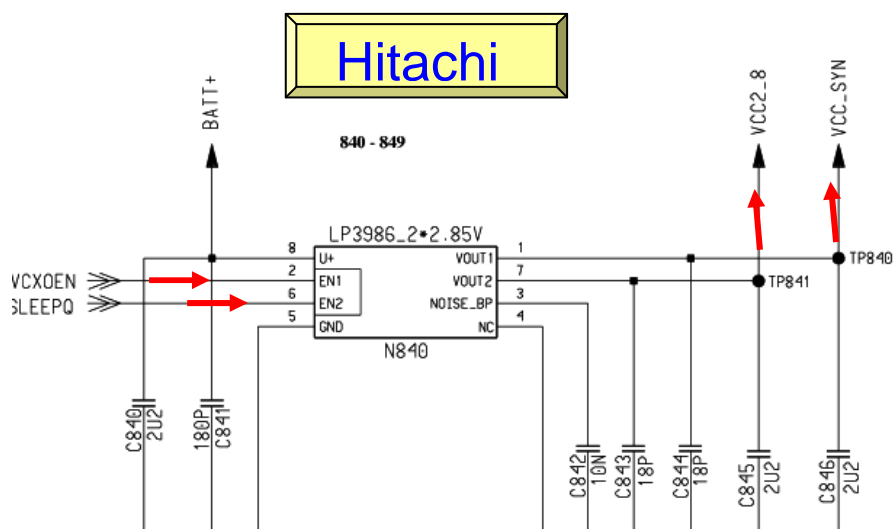 Hitachi
BATT+
VCC2_8
VCC_SYN
840 - 849
LP3986_2*2.85V
8 U+ VOUT1 1
TP840
VCXOEN 2 EN1 VOUT2 7
TP841
SLEEPQ 6 EN2 NOISE_BP 3
5 GND NC 4
N840
C840 2U2
180P C841
C842 10N
C843 18P
C844 18P
C845 2U2
C846 2U2